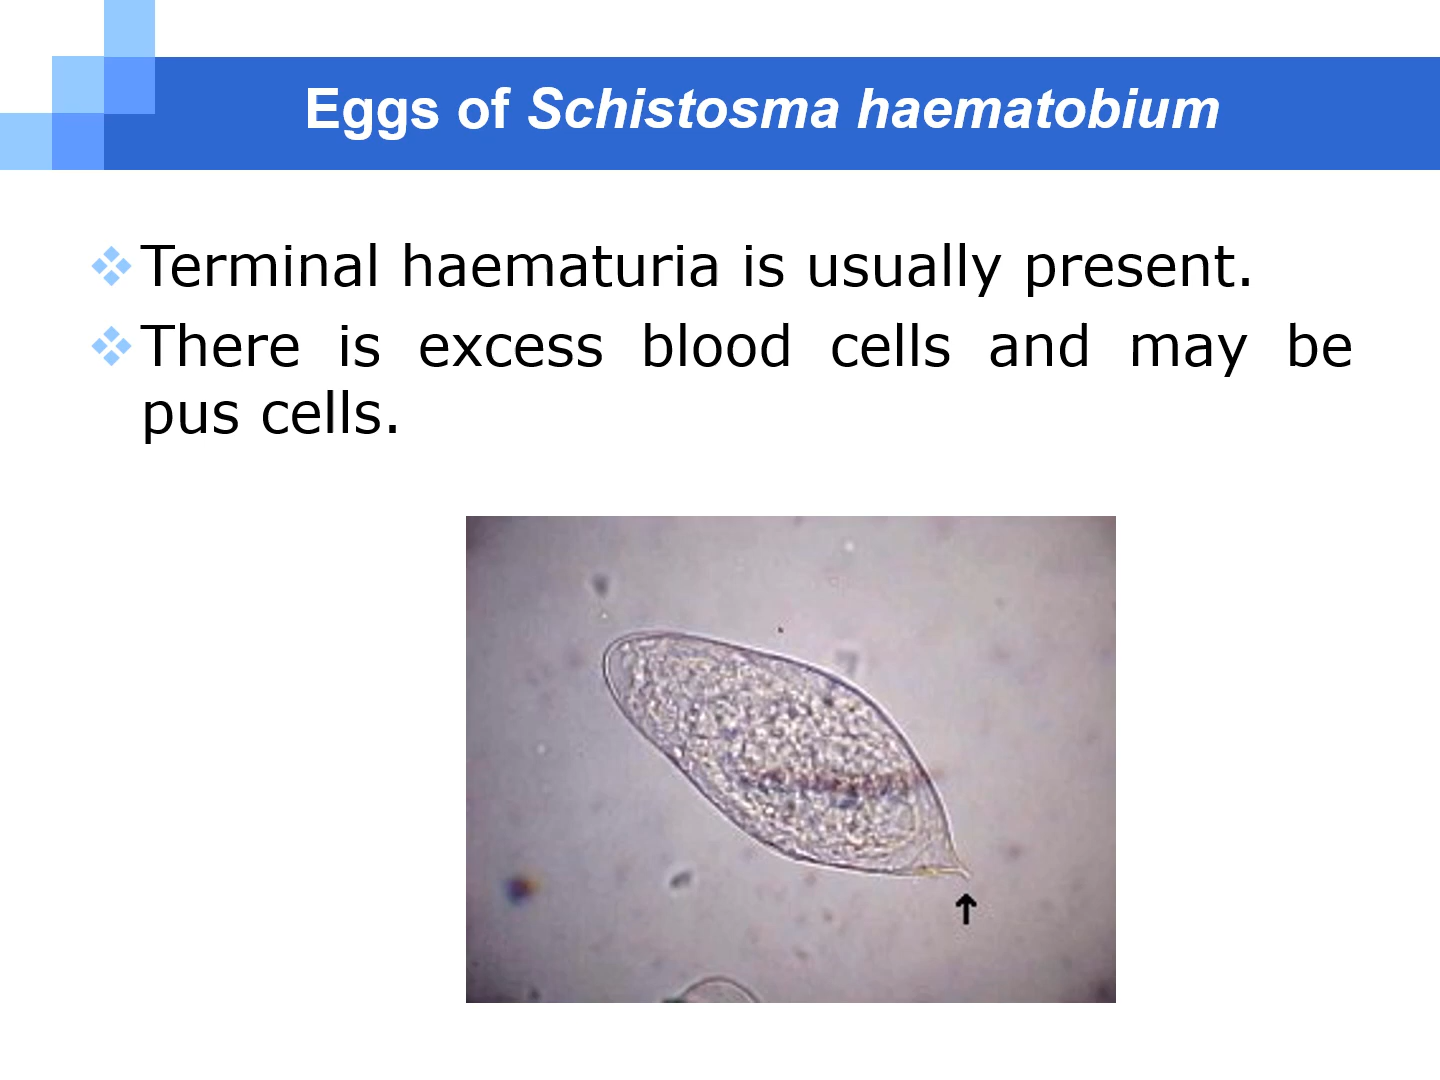 Eggs of Schistosma haematobium
Terminal haematuria is usually present.
There is excess blood cells and may be
pus cells.